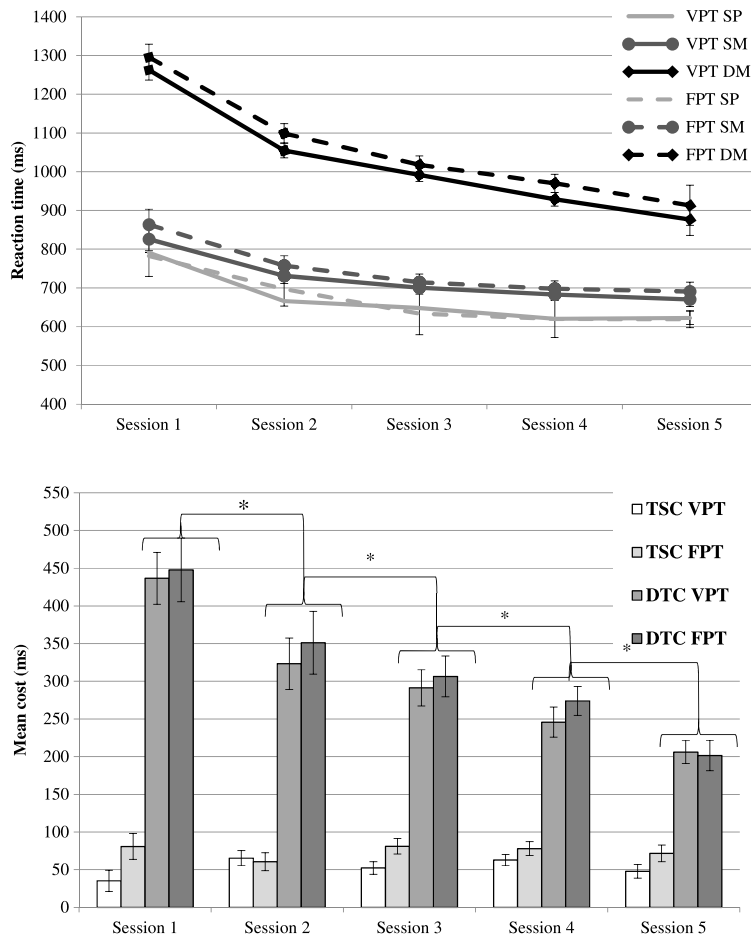 1400
1300
1200
1100
1000
900
800
700
600
500
400
Reaction time (ms)
VPT SP
VPT SM
VPT DM
FPT SP
FPT SM
FPT DM
Session 1 Session 2 Session 3 Session 4 Session 5
550
500
450
400
350
300
250
200
150
100
50
0
Mean cost (ms)
*
*
*
*
TSC VPT
TSC FPT
DTC VPT
DTC FPT
Session 1 Session 2 Session 3 Session 4 Session 5